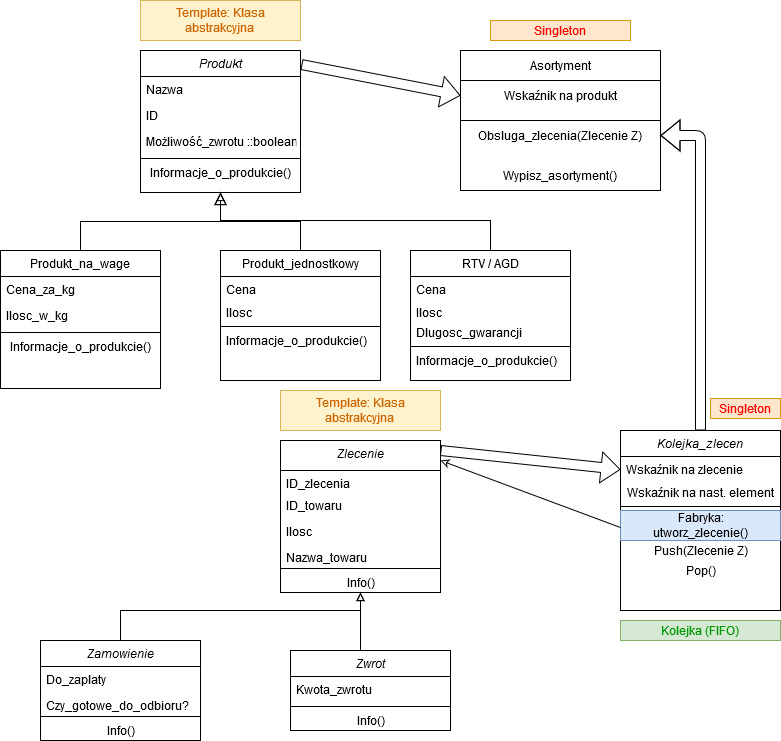 Template: Klasa
abstrakcyjna
Singleton
Produkt
Nazwa
ID
Możliwość_zwrotu ::boolean
Informacje_o_produkcie()
Asortyment
Wskaźnik na produkt
Obsluga_zlecenia(Zlecenie Z)
Wypisz_asortyment()
Produkt_na_wage
Cena_za_kg
Ilosc_w_kg
Informacje_o_produkcie()
Produkt_jednostkowy
Cena
Ilosc
Informacje_o_produkcie()
RTV / AGD
Cena
Ilosc
Dlugosc_gwarancji
Informacje_o_produkcie()
Template: Klasa
abstrakcyjna
Singleton
Zlecenie
ID_zlecenia
ID_towaru
Ilosc
Nazwa_towaru
Info()
Kolejka_zlecen
Wskaźnik na zlecenie
Wskaźnik na nast. element
Fabryka:
utworz_zlecenie()
Push(Zlecenie Z)
Pop()
Kolejka (FIFO)
Zamowienie
Do_zaplaty
Czy_gotowe_do_odbioru?
Info()
Zwrot
Kwota_zwrotu
Info()